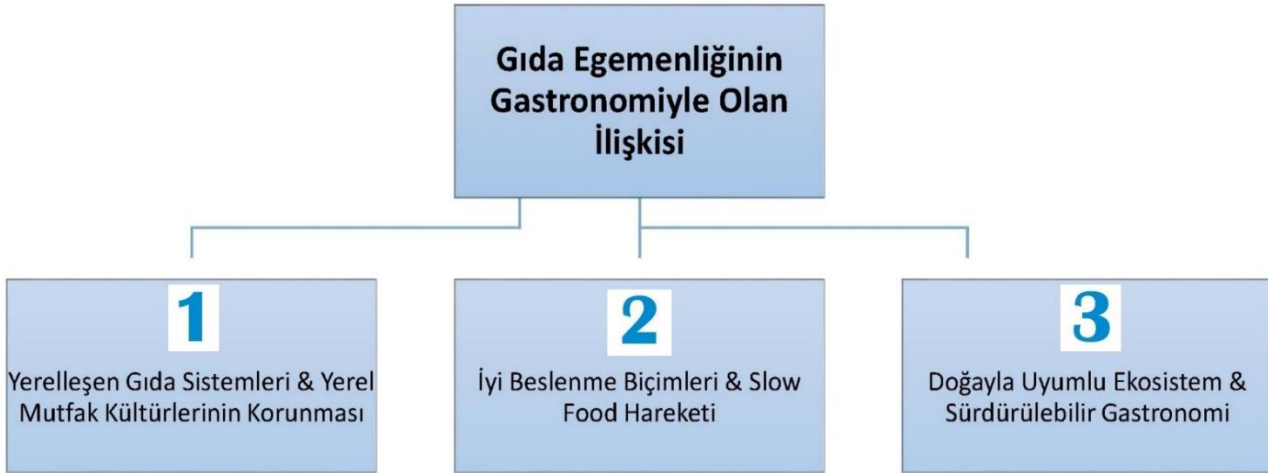 Gıda Egemenliğinin
Gastronomiyle Olan
İlişkisi
1
Yerelleşen Gıda Sistemleri & Yerel
Mutfak Kültürlerinin Korunması
2
İyi Beslenme Biçimleri & Slow
Food Hareketi
3
Doğayla Uyumlu Ekosistem &
Sürdürülebilir Gastronomi